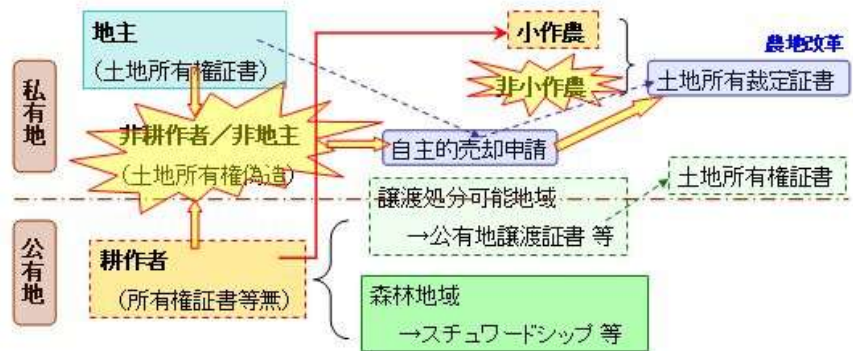 地主
(土地所有権証書)
小作農
農地改革
私有地
非小作農
土地所有裁定証書
非耕作者/非地主
(土地所有権偽造)
自主的売却申請
土地所有権証書
譲渡処分可能地域
→公有地譲渡証書 等
公有地
耕作者
(所有権証書等無)
森林地域
→スチュワードシップ 等